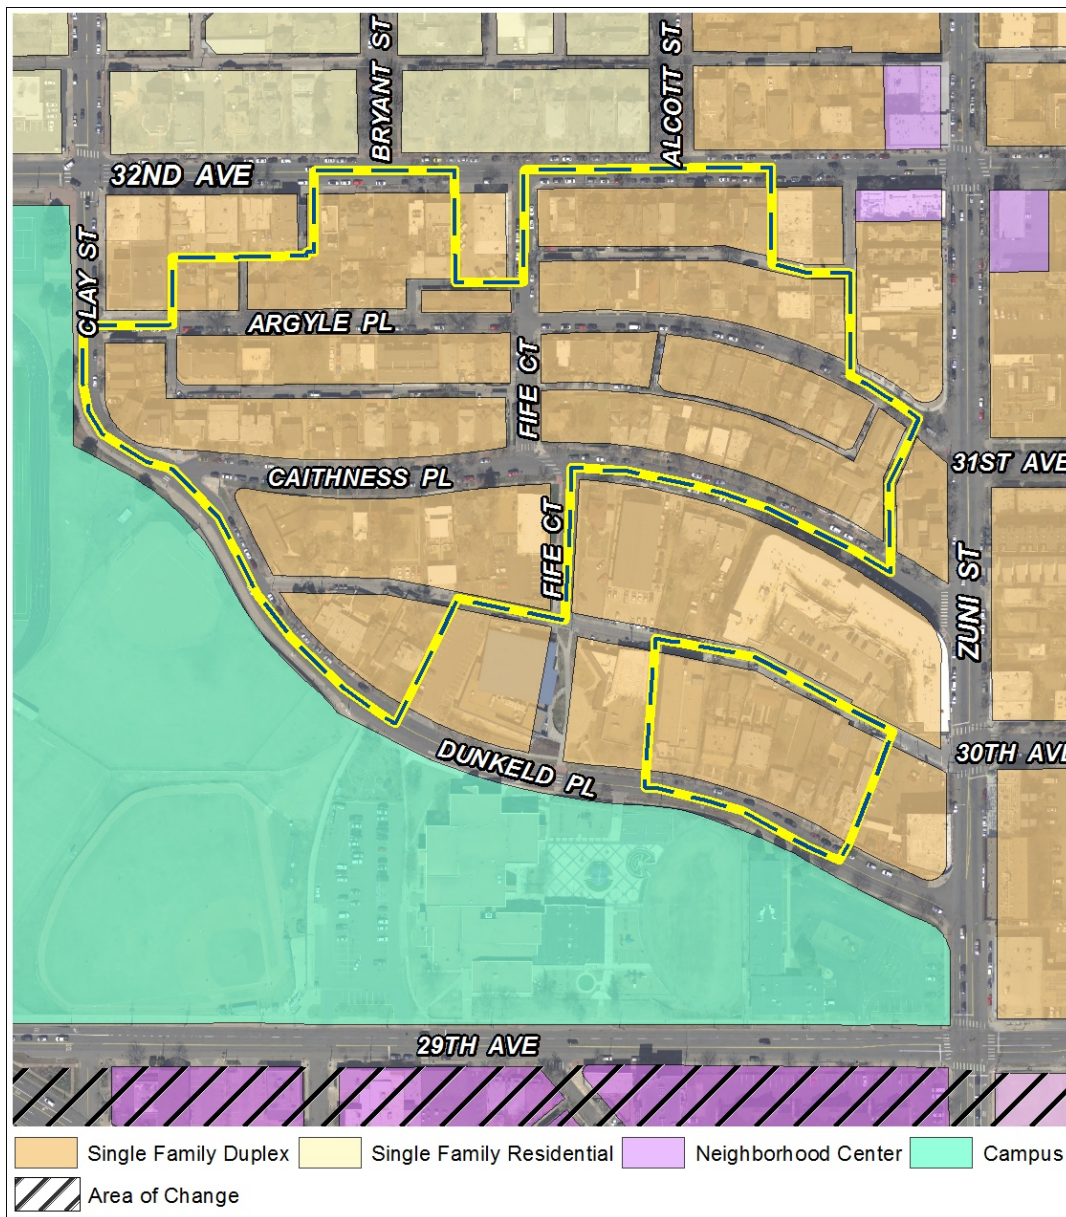 BRYANT ST
ALCOTT ST
32ND AVE
CLAY ST
ARGYLE PL
FIFE CT
31ST AVE
CAITHNESS PL
FIFE CT
ZUNI ST
DUNKELD PL
30TH AVE
29TH AVE
Single Family Duplex
Single Family Residential
Neighborhood Center
Campus
Area of Change